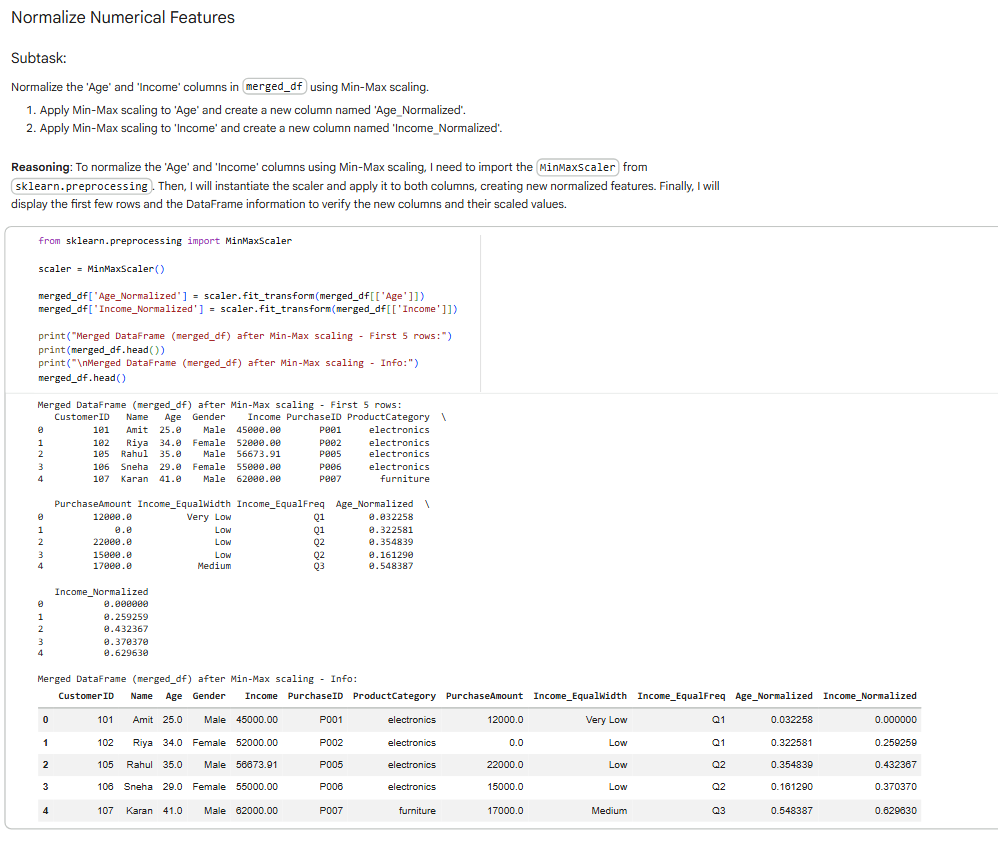 Normalize Numerical Features
Subtask:
Normalize the 'Age' and 'Income' columns in merged_df using Min-Max scaling.
1. Apply Min-Max scaling to 'Age' and create a new column named 'Age_Normalized'.
2. Apply Min-Max scaling to 'Income' and create a new column named 'Income_Normalized'.
Reasoning: To normalize the 'Age' and 'Income' columns using Min-Max scaling, I need to import the MinMaxScaler from
sklearn.preprocessing. Then, I will instantiate the scaler and apply it to both columns, creating new normalized features. Finally, I will
display the first few rows and the DataFrame information to verify the new columns and their scaled values.
from sklearn.preprocessing import MinMaxScaler
scaler = MinMaxScaler()
merged_df['Age_Normalized'] = scaler.fit_transform(merged_df[['Age']])
merged_df['Income_Normalized'] = scaler.fit_transform(merged_df[['Income']])
print("Merged DataFrame (merged_df) after Min-Max scaling - First 5 rows:")
print(merged_df.head())
print("\nMerged DataFrame (merged_df) after Min-Max scaling - Info:")
merged_df.head()
Merged DataFrame (merged_df) after Min-Max scaling - First 5 rows:
CustomerID Name Age Gender Income PurchaseID ProductCategory \
0 101 Amit 25.0 Male 45000.00 P001 electronics
1 102 Riya 34.0 Female 52000.00 P002 electronics
2 105 Rahul 35.0 Male 56673.91 P005 electronics
3 106 Sneha 29.0 Female 55000.00 P006 electronics
4 107 Karan 41.0 Male 62000.00 P007 furniture
PurchaseAmount Income_EqualWidth Income_EqualFreq Age_Normalized \
0 12000.0 Very Low Q1 0.032258
1 0.0 Low Q1 0.322581
2 22000.0 Low Q2 0.354839
3 15000.0 Low Q2 0.161290
4 17000.0 Medium Q3 0.548387
Income_Normalized
0 0.000000
1 0.259259
2 0.432367
3 0.370370
4 0.629630
Merged DataFrame (merged_df) after Min-Max scaling - Info:
CustomerID Name Age Gender Income PurchaseID ProductCategory PurchaseAmount Income_EqualWidth Income_EqualFreq Age_Normalized Income_Normalized
0 101 Amit 25.0 Male 45000.00 P001 electronics 12000.0 Very Low Q1 0.032258 0.000000
1 102 Riya 34.0 Female 52000.00 P002 electronics 0.0 Low Q1 0.322581 0.259259
2 105 Rahul 35.0 Male 56673.91 P005 electronics 22000.0 Low Q2 0.354839 0.432367
3 106 Sneha 29.0 Female 55000.00 P006 electronics 15000.0 Low Q2 0.161290 0.370370
4 107 Karan 41.0 Male 62000.00 P007 furniture 17000.0 Medium Q3 0.548387 0.629630